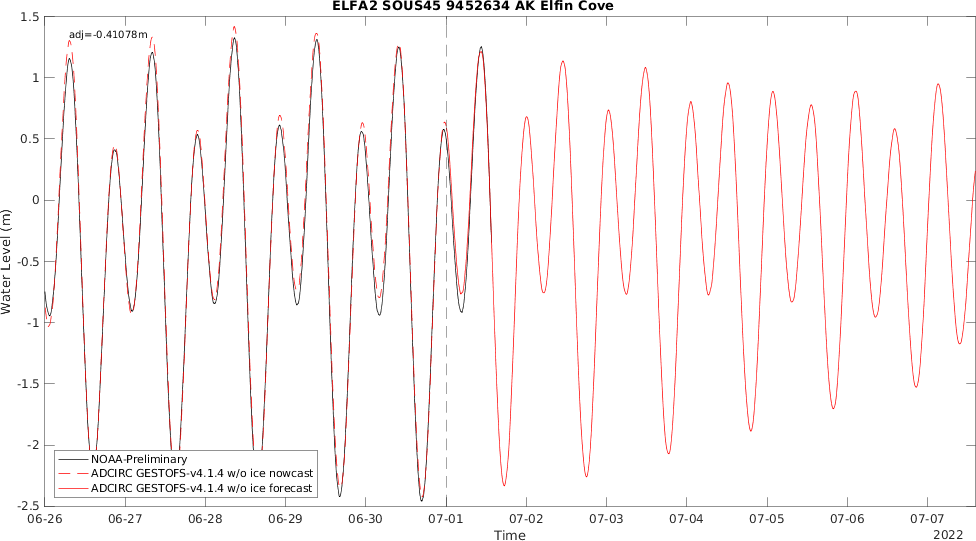 ELFA2 SOUS45 9452634 AK Elfin Cove
adj=-0.41078m
Water Level (m)
1.5
1
0.5
0
-0.5
-1
-1.5
-2
-2.5
NOAA-Preliminary
ADCIRC GESTOFS-v4.1.4 w/o ice nowcast
ADCIRC GESTOFS-v4.1.4 w/o ice forecast
06-26 06-27 06-28 06-29 06-30 07-01 07-02 07-03 07-04 07-05 07-06 07-07
Time
2022